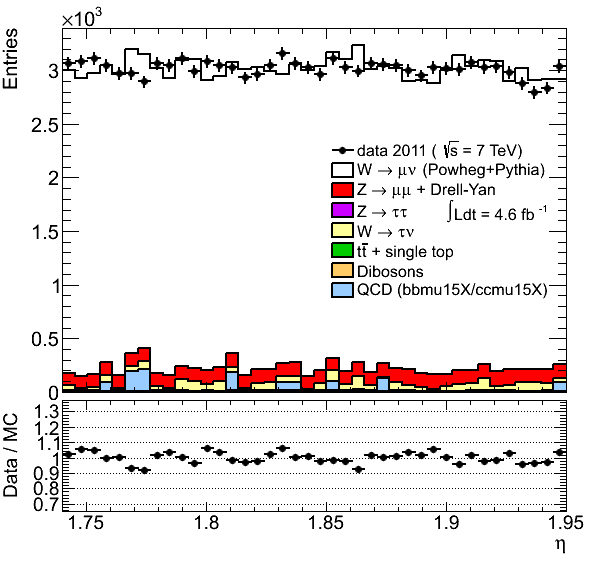 ×10³
Entries
3
2.5
2
1.5
1
0.5
0
data 2011 ( √s = 7 TeV)
W → μν (Powheg+Pythia)
Z → μμ + Drell-Yan
Z → ττ
∫Ldt = 4.6 fb⁻¹
W → τν
tt̄ + single top
Dibosons
QCD (bbmu15X/ccmu15X)
Data / MC
1.3
1.2
1.1
1
0.9
0.8
0.7
1.75 1.8 1.85 1.9 1.95
η